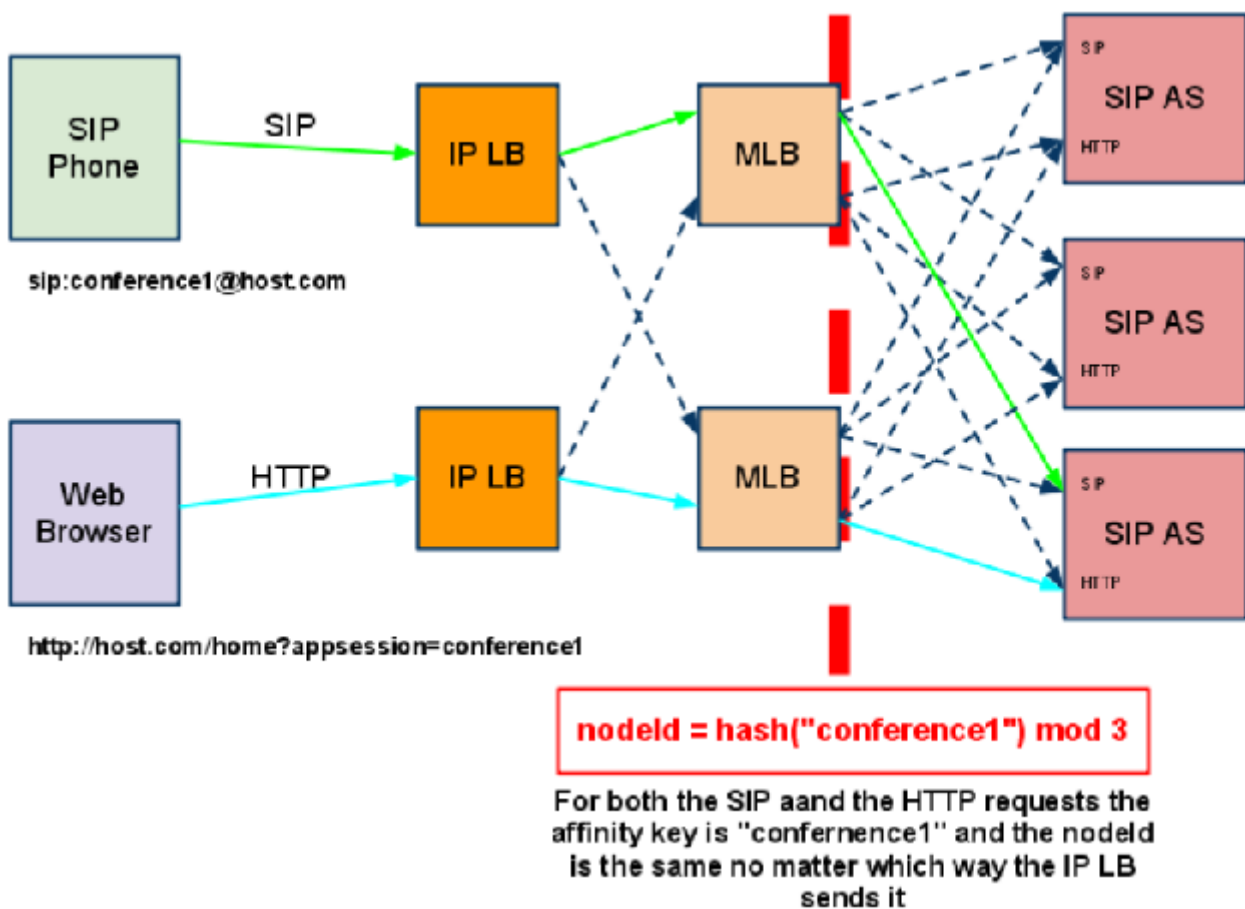 SIP
Phone
SIP
IP LB
MLB
SIP
SIP AS
HTTP
sip:conference1@host.com
SIP
SIP AS
HTTP
Web
Browser
HTTP
IP LB
MLB
SIP
SIP AS
HTTP
http://host.com/home?appsession=conference1
nodeId = hash("conference1") mod 3
For both the SIP aand the HTTP requests the
affinity key is "confernence1" and the nodeId
is the same no matter which way the IP LB
sends it